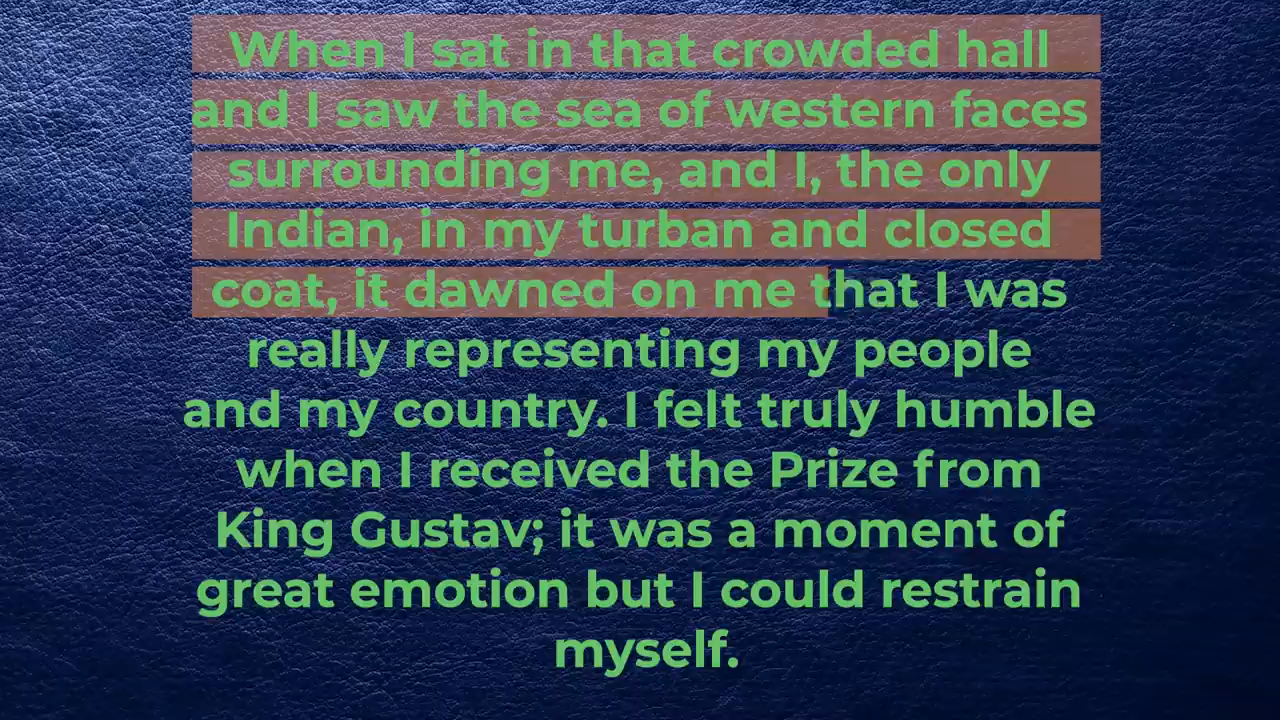 When I sat in that crowded hall
and I saw the sea of western faces
surrounding me, and I, the only
Indian, in my turban and closed
coat, it dawned on me that I was
really representing my people
and my country. I felt truly humble
when I received the Prize from
King Gustav; it was a moment of
great emotion but I could restrain
myself.